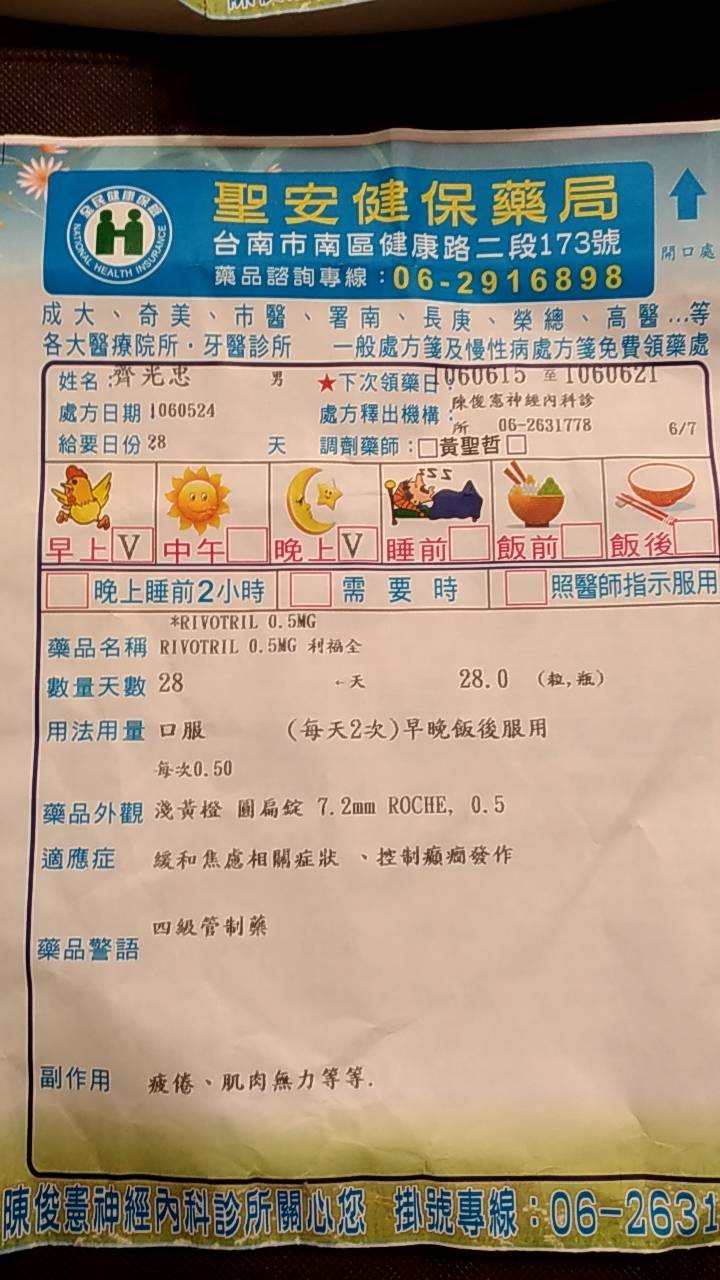 全民健康保險
NATIONAL HEALTH INSURANCE
聖安健保藥局
台南市南區健康路二段173號
藥品諮詢專線：06-2916898
開口處
成大、奇美、市醫、署南、長庚、榮總、高醫...等
各大醫療院所．牙醫診所 一般處方箋及慢性病處方箋免費領藥處
姓名：齊光忠 男 ★下次領藥日：1060615 至 1060621
處方日期 1060524 處方釋出機構：陳俊憲神經內科診
所 06-2631778 6/7
給要日份 28 天 調劑藥師：□黃聖哲□
zzZ
早上 V 中午 晚上 V 睡前 飯前 飯後
晚上睡前2小時 需要時 照醫師指示服用
*RIVOTRIL 0.5MG
藥品名稱 RIVOTRIL 0.5MG 利福全
數量天數 28 ←天 28.0 (粒,瓶)
用法用量 口服 (每天2次)早晚飯後服用
每次0.50
藥品外觀 淺黃橙 圓扁錠 7.2mm ROCHE, 0.5
適應症 緩和焦慮相關症狀 、控制癲癇發作
四級管制藥
藥品警語
副作用 疲倦、肌肉無力等等.
陳俊憲神經內科診所關心您 掛號專線：06-2631